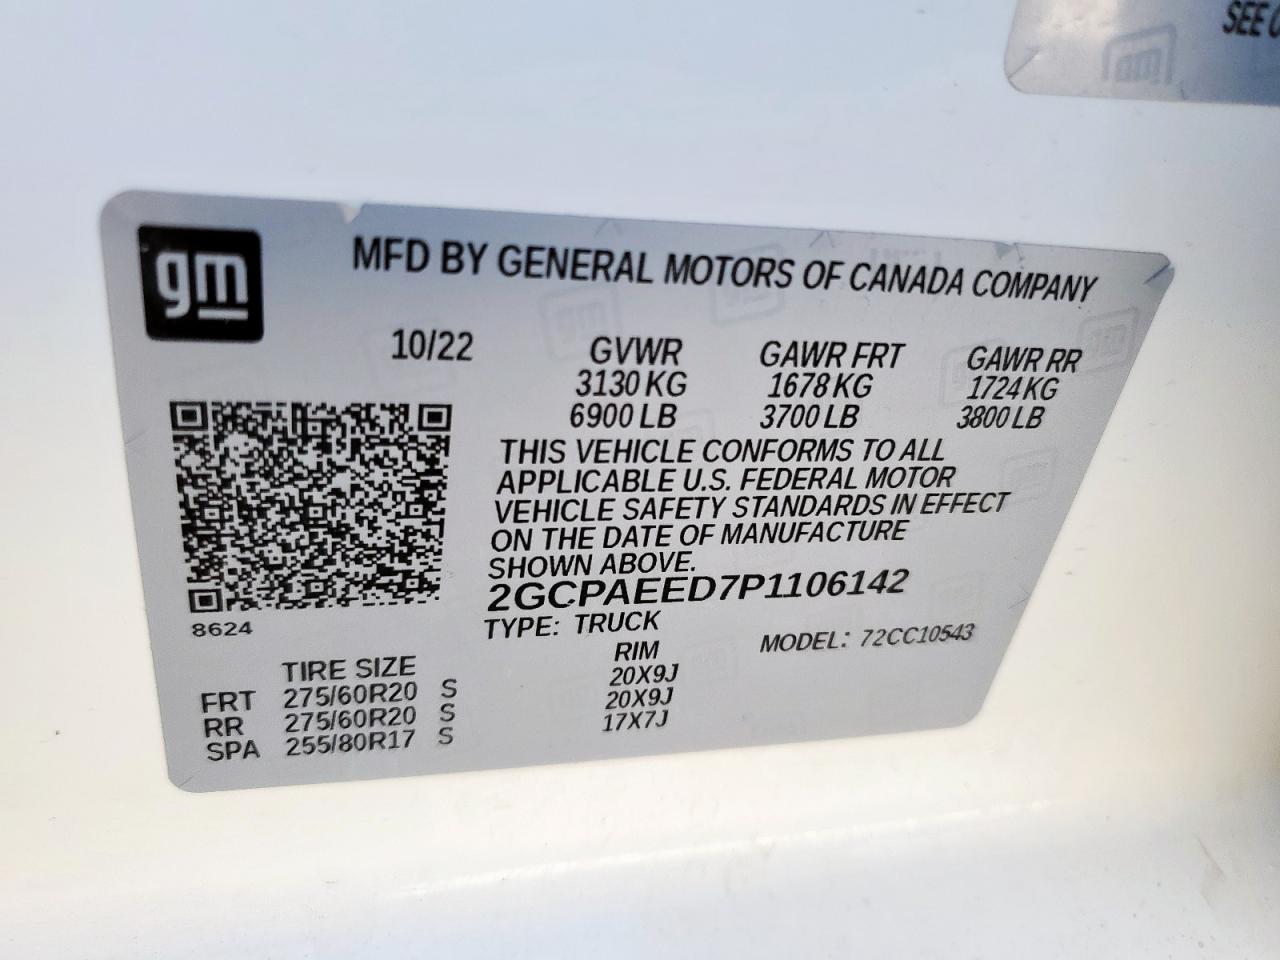 SEE
gm
gm
MFD BY GENERAL MOTORS OF CANADA COMPANY
10/22 GVWR GAWR FRT GAWR RR
3130 KG 1678 KG 1724 KG
6900 LB 3700 LB 3800 LB
THIS VEHICLE CONFORMS TO ALL
APPLICABLE U.S. FEDERAL MOTOR
VEHICLE SAFETY STANDARDS IN EFFECT
ON THE DATE OF MANUFACTURE
SHOWN ABOVE.
2GCPAEED7P1106142
8624
TYPE: TRUCK MODEL: 72CC10543
TIRE SIZE RIM
FRT 275/60R20 S 20X9J
RR 275/60R20 S 20X9J
SPA 255/80R17 S 17X7J